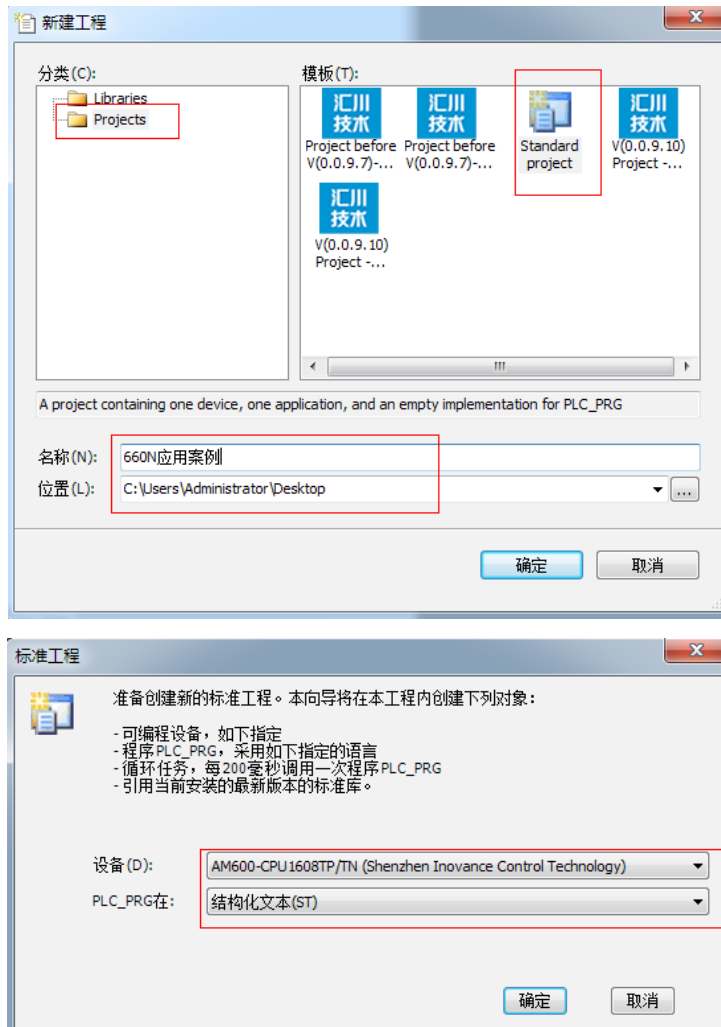 新建工程
分类(C):
模板(T):
Libraries
Projects
汇川技术
Project before V(0.0.9.7)-...
汇川技术
Project before V(0.0.9.7)-...
Standard project
汇川技术
V(0.0.9.10) Project -...
汇川技术
V(0.0.9.10) Project -...
A project containing one device, one application, and an empty implementation for PLC_PRG
名称(N):
660N应用案例
位置(L):
C:\Users\Administrator\Desktop
...
确定
取消
标准工程
准备创建新的标准工程。本向导将在本工程内创建下列对象：
-可编程设备，如下指定
-程序PLC_PRG，采用如下指定的语言
-循环任务，每200毫秒调用一次程序PLC_PRG
-引用当前安装的最新版本的标准库。
设备(D):
AM600-CPU1608TP/TN (Shenzhen Inovance Control Technology)
PLC_PRG在:
结构化文本(ST)
确定
取消